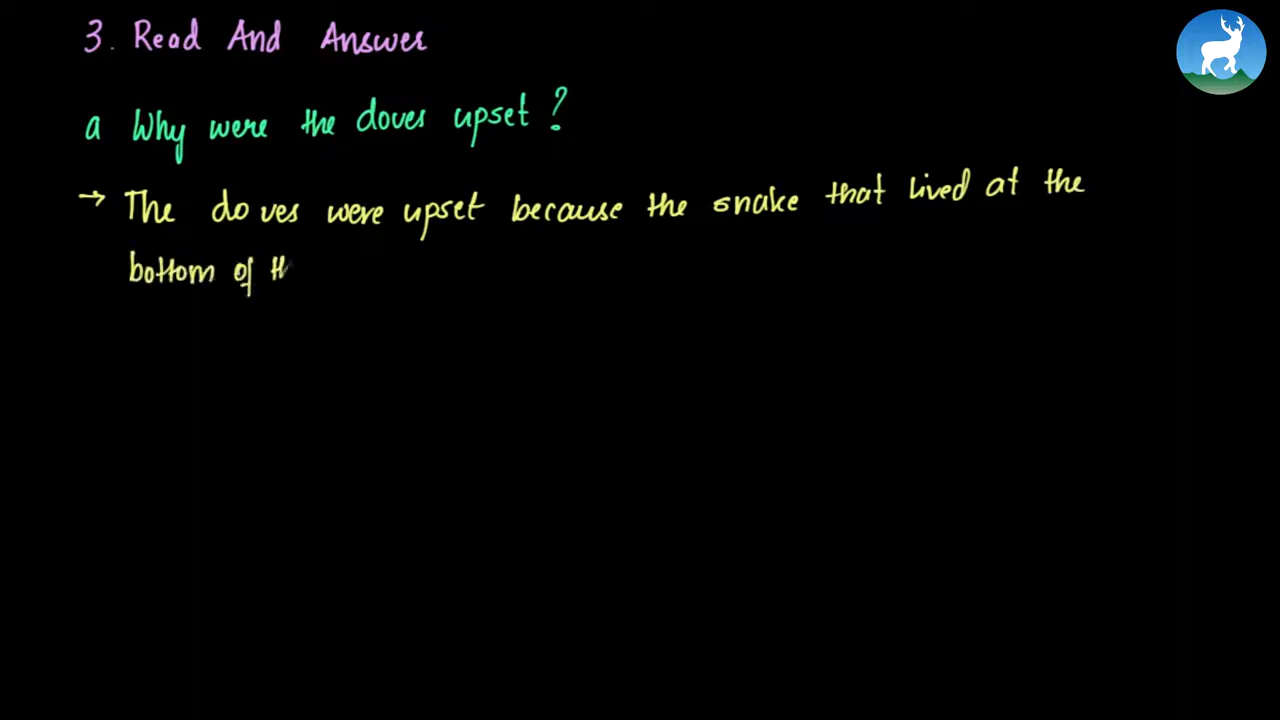 3. Read And Answer
a Why were the doves upset?
→ The doves were upset because the snake that lived at the
bottom of th